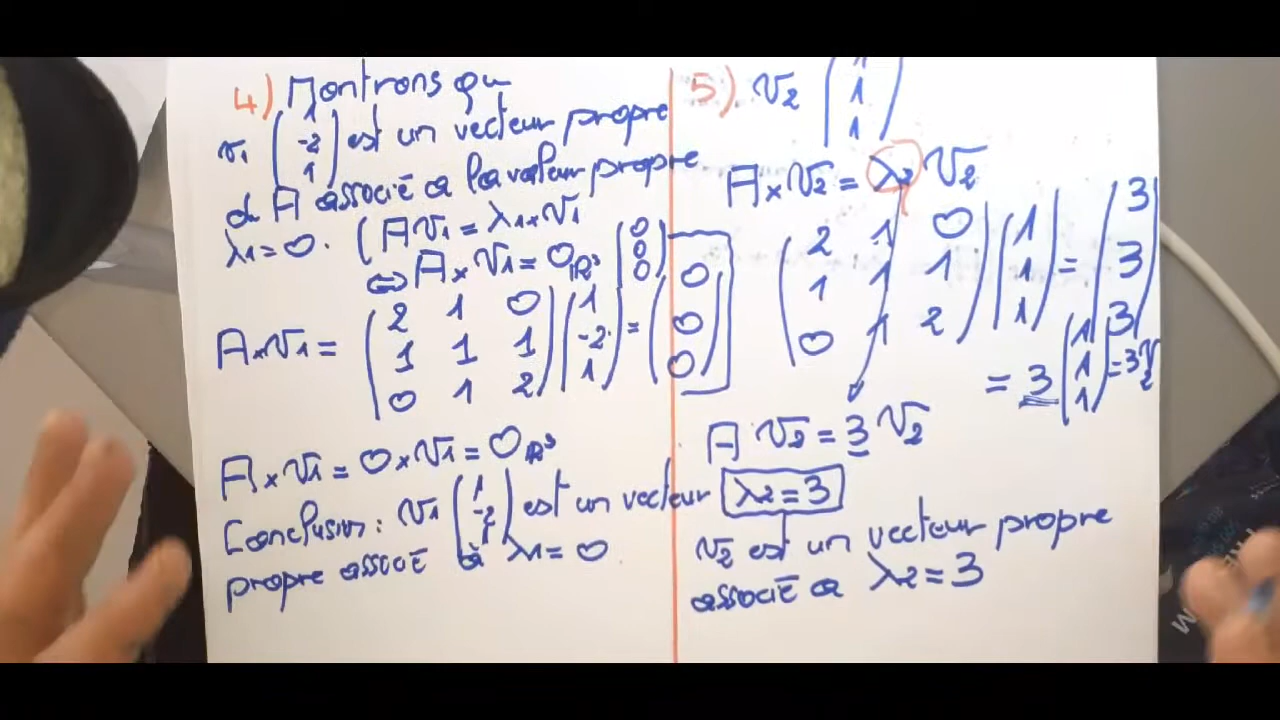 4) Montrons que
v1 (1 -2 1) est un vecteur propre
de A associé à la valeur propre
λ1 = 0. (Av1 = λ1 × v1
⇔ A × v1 = 0ℝ³ (0 0 0)
A × v1 = (2 1 0 / 1 1 1 / 0 1 2) (1 -2 1) = (0 0 0)
A × v1 = 0 × v1 = 0ℝ³
Conclusion : v1 (1 -2 1) est un vecteur
propre associé à λ1 = 0
5) v2 (1 1 1)
A × v2 = λ2 v2
(2 1 0 / 1 1 1 / 0 1 2) (1 1 1) = (3 3 3)
= 3 (1 1 1) = 3v2
A v2 = 3 v2
λ2 = 3
v2 est un vecteur propre
associé à λ2 = 3